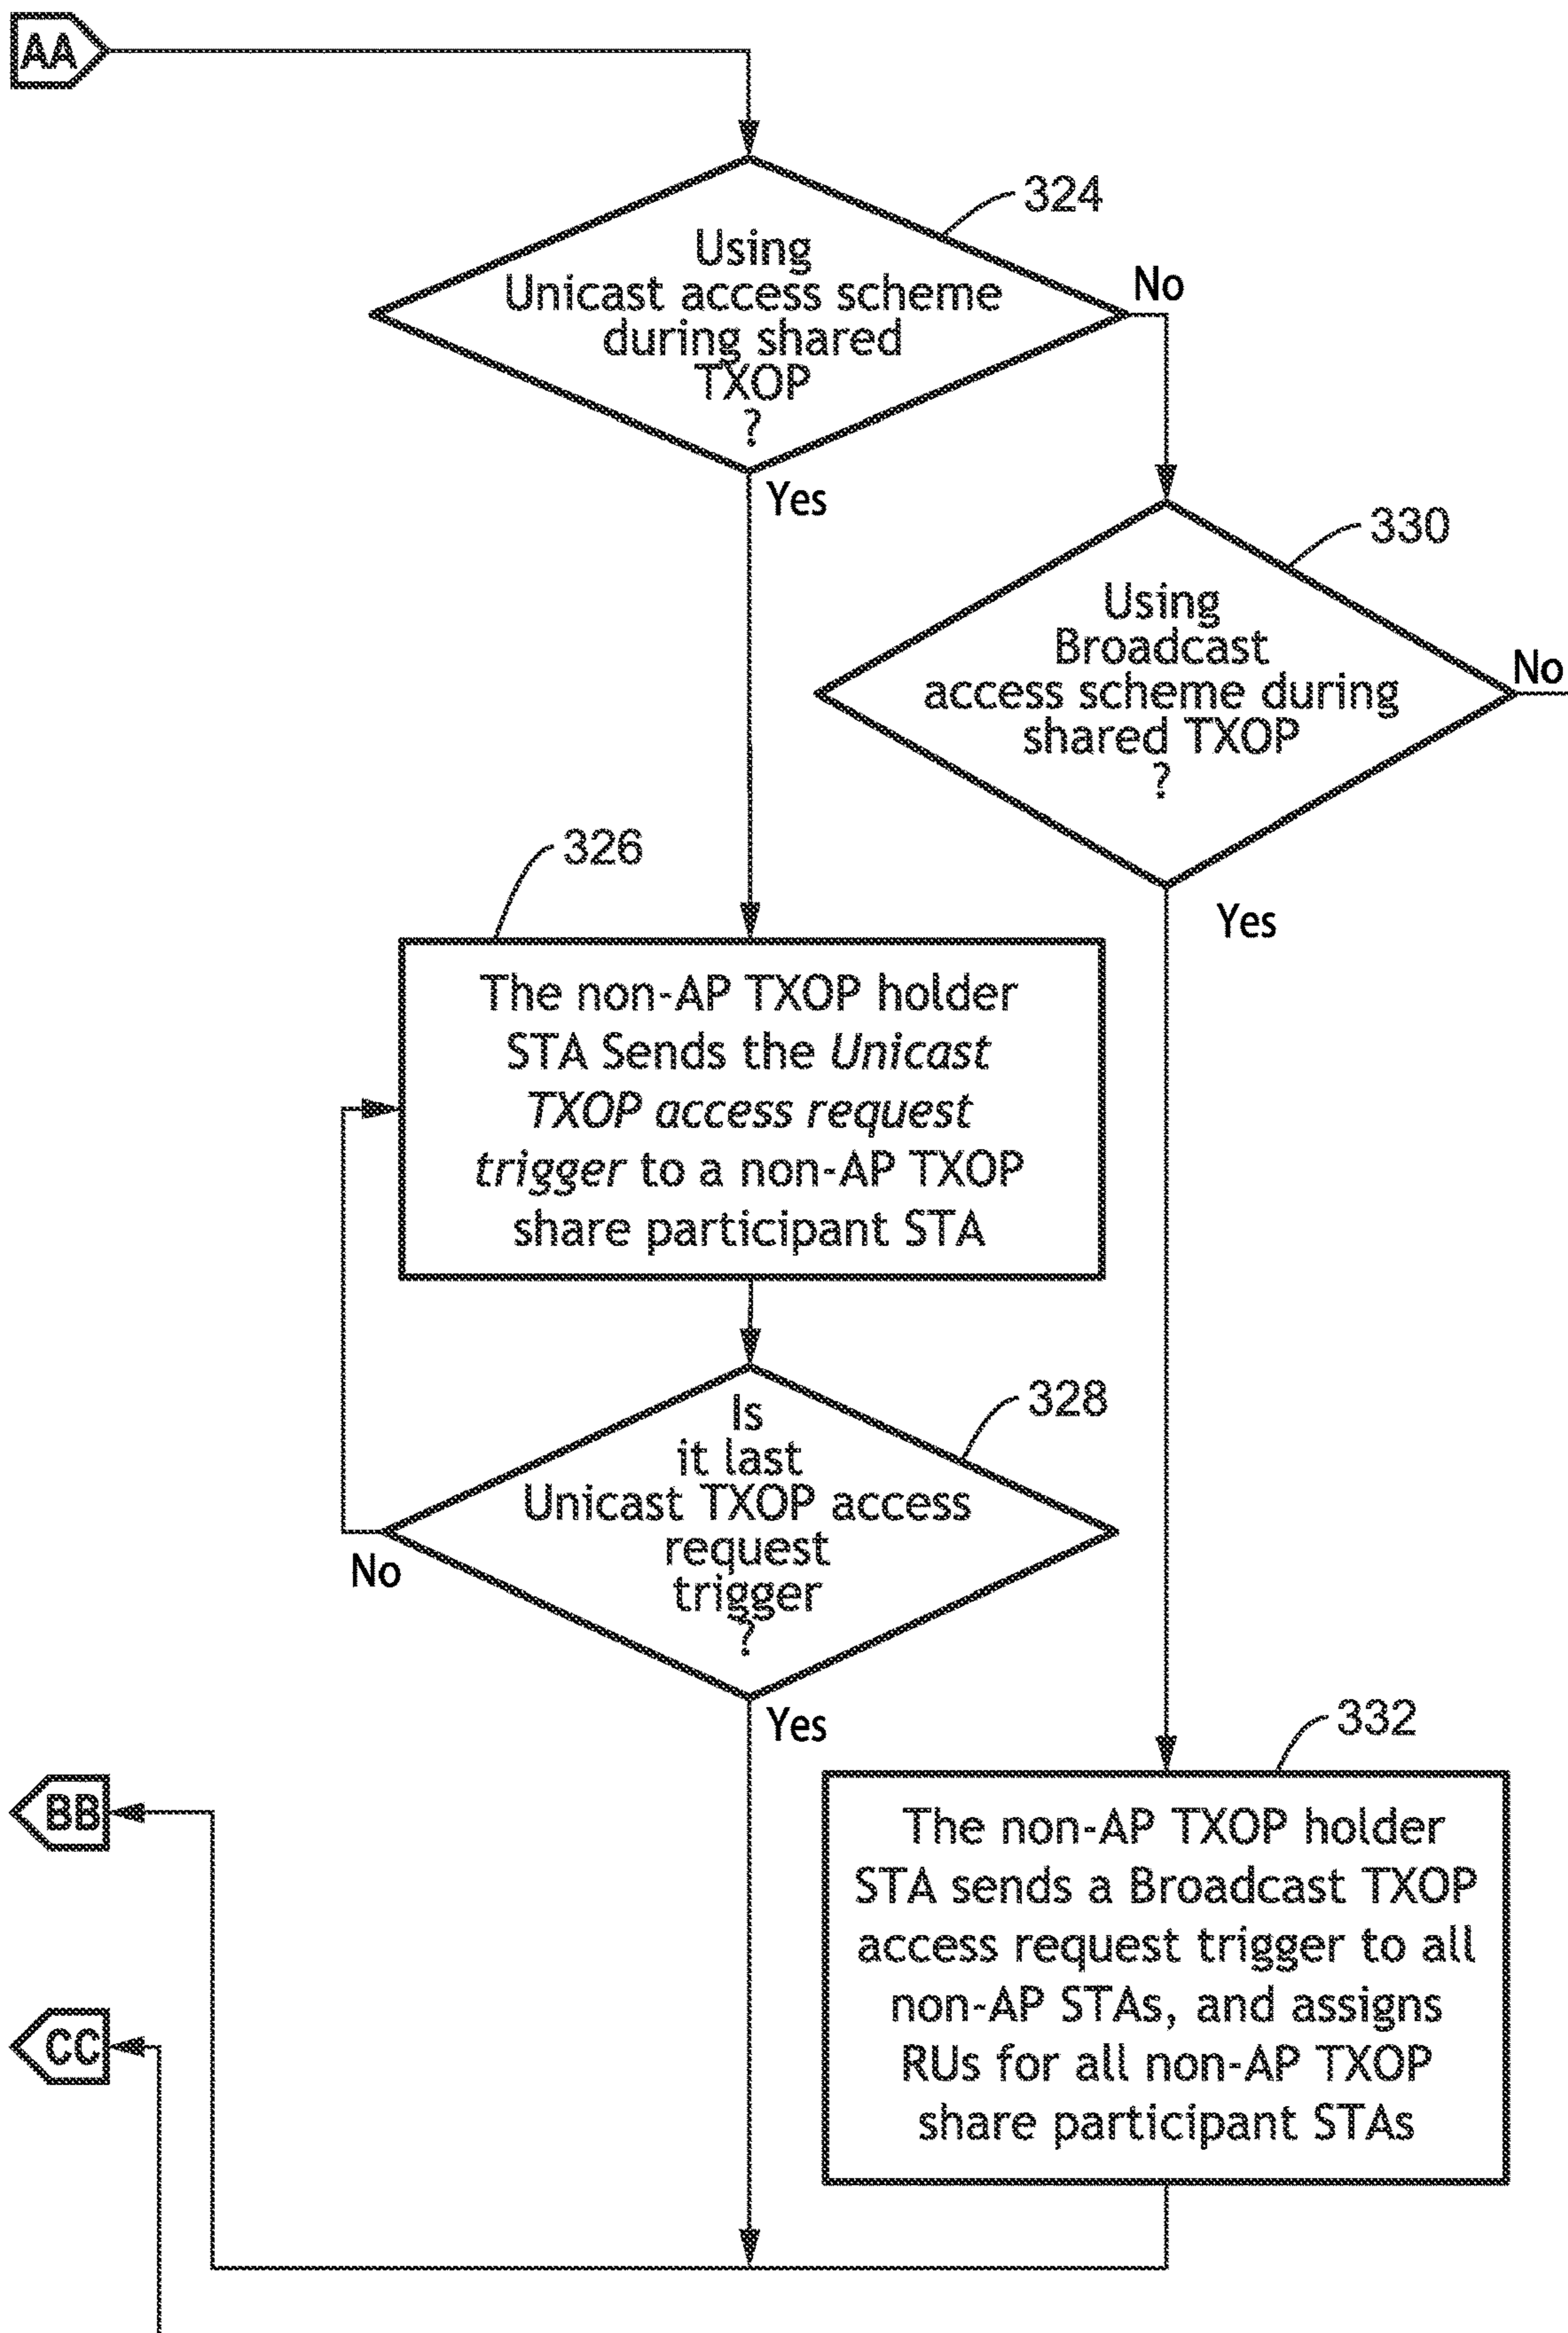 AA
324
Using
Unicast access scheme
during shared
TXOP
?
No
Yes
330
Using
Broadcast
access scheme during
shared TXOP
?
No
Yes
326
The non-AP TXOP holder
STA Sends the Unicast
TXOP access request
trigger to a non-AP TXOP
share participant STA
328
Is
it last
Unicast TXOP access
request
trigger
?
No
Yes
332
The non-AP TXOP holder
STA sends a Broadcast TXOP
access request trigger to all
non-AP STAs, and assigns
RUs for all non-AP TXOP
share participant STAs
BB
CC